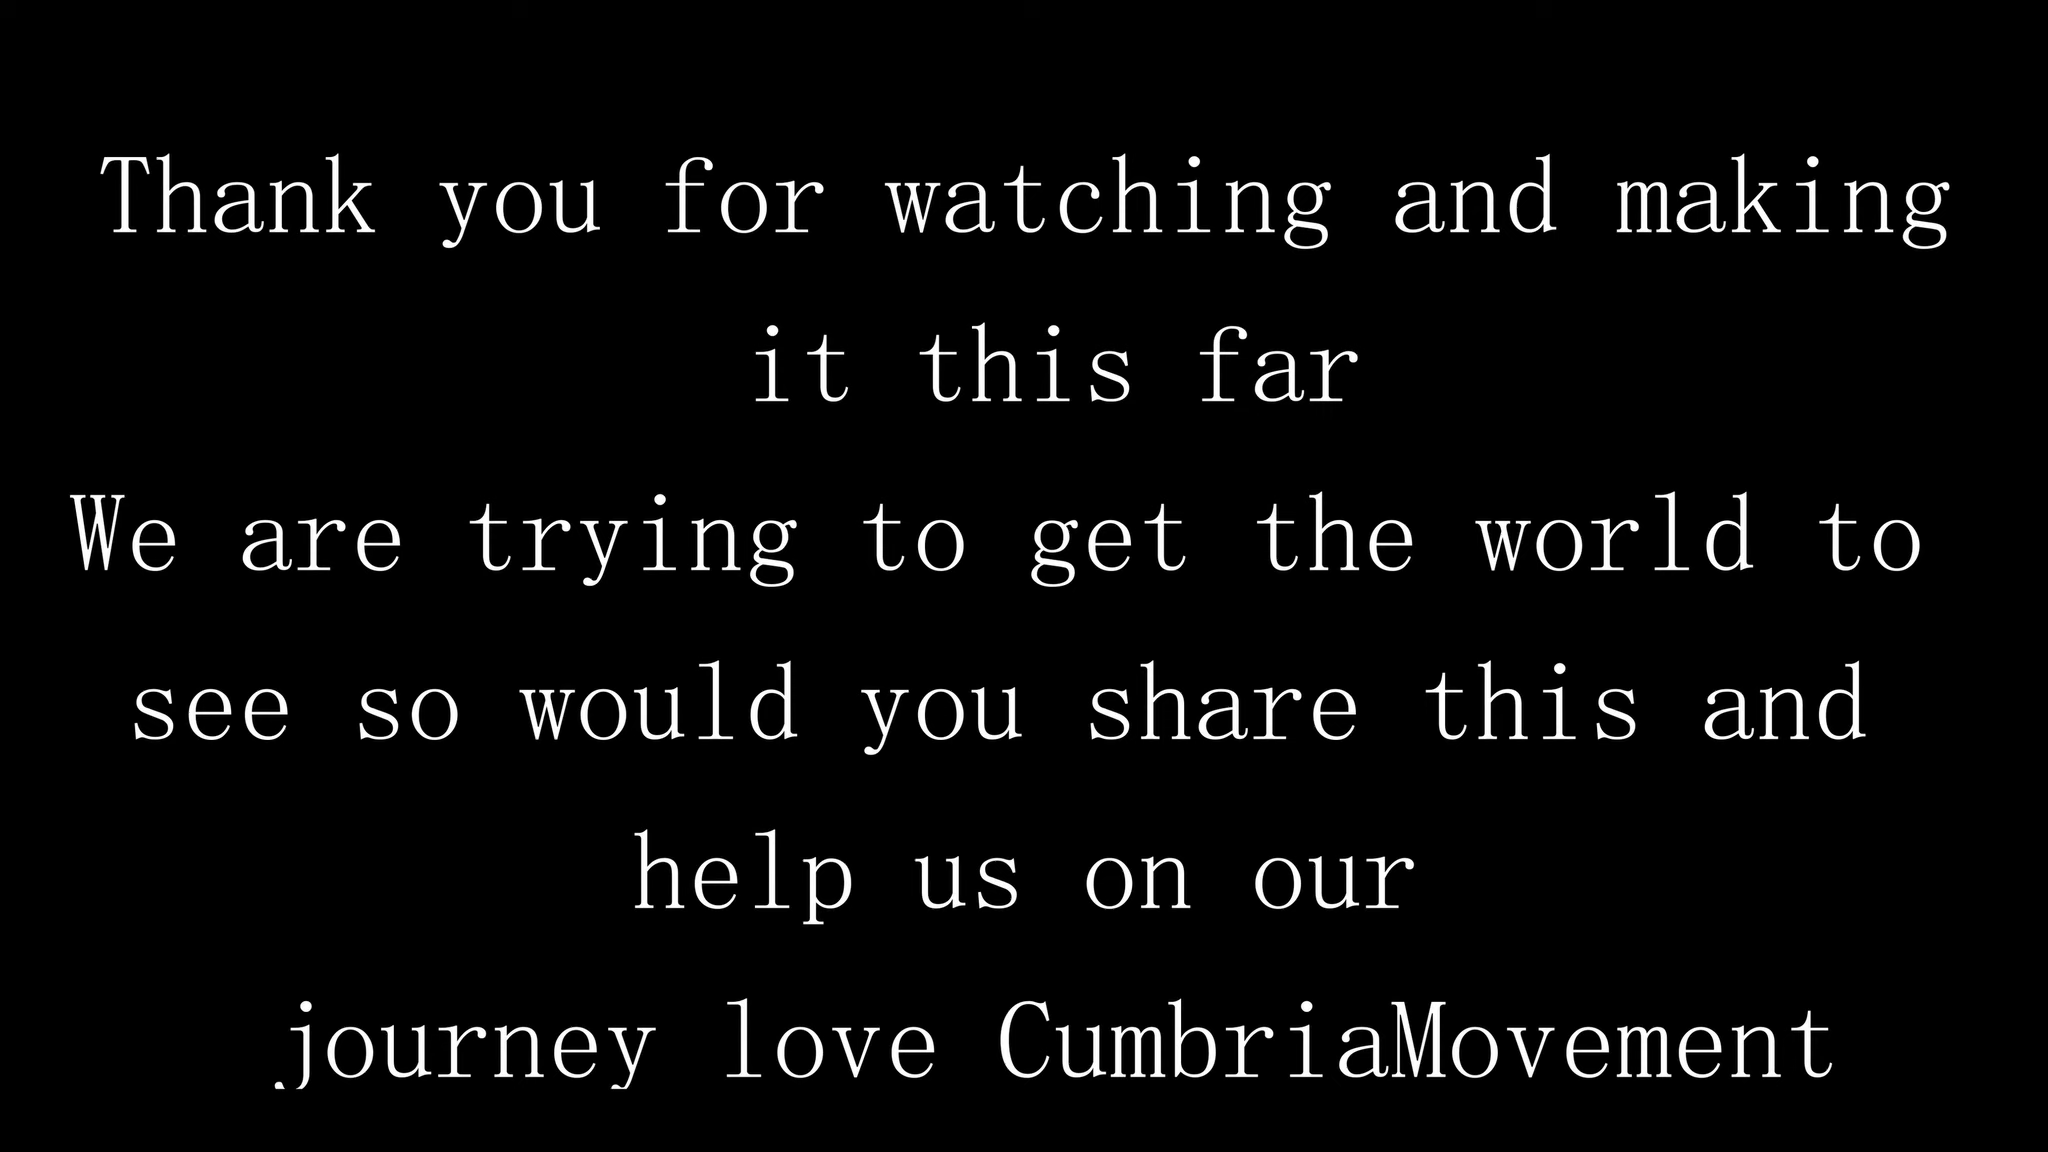 Thank you for watching and making
it this far
We are trying to get the world to
see so would you share this and
help us on our
journey love CumbriaMovement